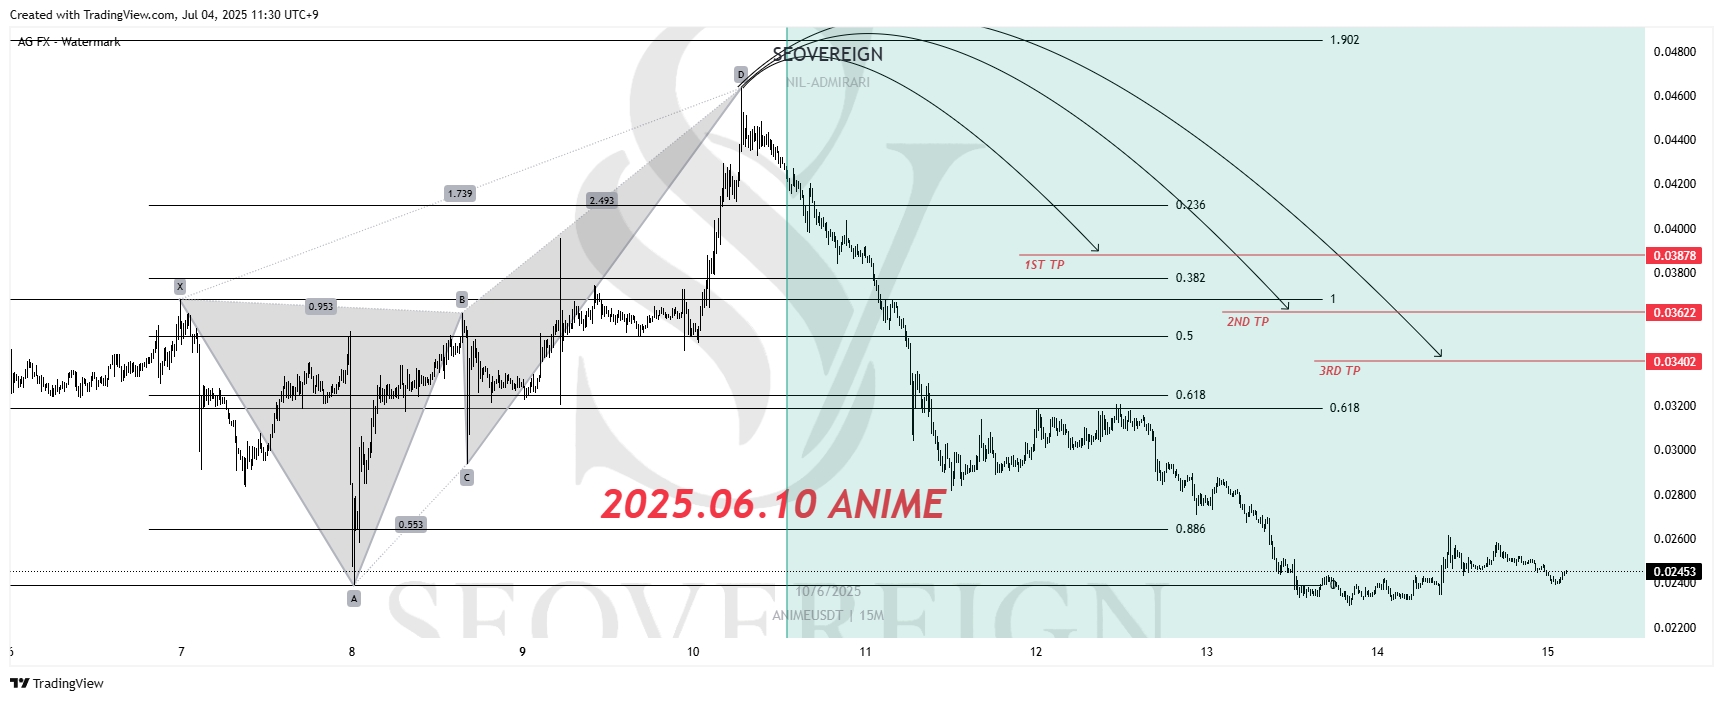 Created with TradingView.com, Jul 04, 2025 11:30 UTC+9
AG FX - Watermark
1.902
0.04800
D
SEOVEREIGN
NIL-ADMIRARI
0.04600
0.04400
1.739
2.493
0.04200
0.236
0.04000
1ST TP
0.03878
0.382
0.03800
X
0.953
B
1
2ND TP
0.03622
0.5
3RD TP
0.03402
0.618
0.618
0.03200
0.03000
C
0.02800
2025.06.10 ANIME
0.553
0.886
0.02600
0.02453
0.02400
A
0
SEOVEREIGN
10/6/2025
ANIMEUSDT | 15M
0.02200
6 7 8 9 10 11 12 13 14 15
TradingView